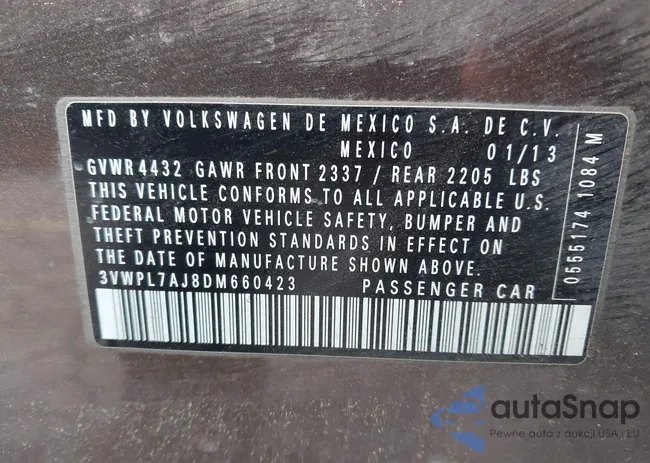 MFD BY VOLKSWAGEN DE MEXICO S.A. DE C.V.
MEXICO 01/13
GVWR 4432 GAWR FRONT 2337 / REAR 2205 LBS
THIS VEHICLE CONFORMS TO ALL APPLICABLE U.S.
FEDERAL MOTOR VEHICLE SAFETY, BUMPER AND
THEFT PREVENTION STANDARDS IN EFFECT ON
THE DATE OF MANUFACTURE SHOWN ABOVE.
3VWPL7AJ8DM660423 PASSENGER CAR
0555174 1084 M
autaSnap
Pewne auta z aukcji USA i EU